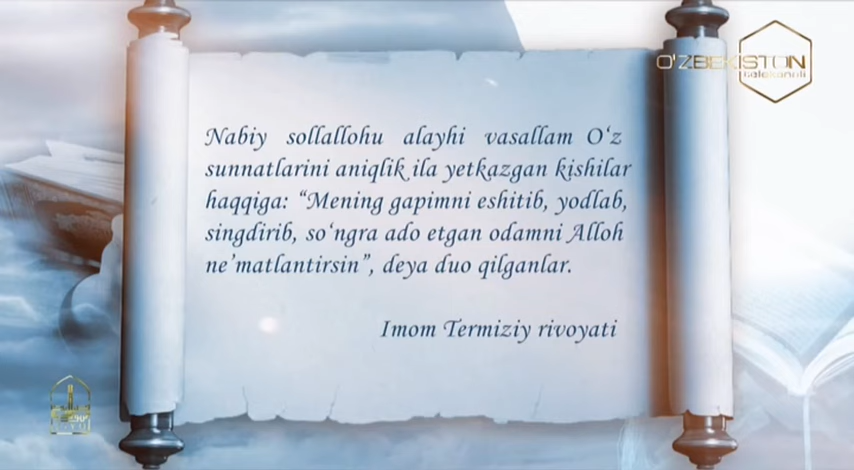 O'ZBEKISTON
telekanali
Nabiy sollallohu alayhi vasallam O‘z
sunnatlarini aniqlik ila yetkazgan kishilar
haqqiga: “Mening gapimni eshitib, yodlab,
singdirib, so‘ngra ado etgan odamni Alloh
ne’matlantirsin”, deya duo qilganlar.
Imom Termiziy rivoyati